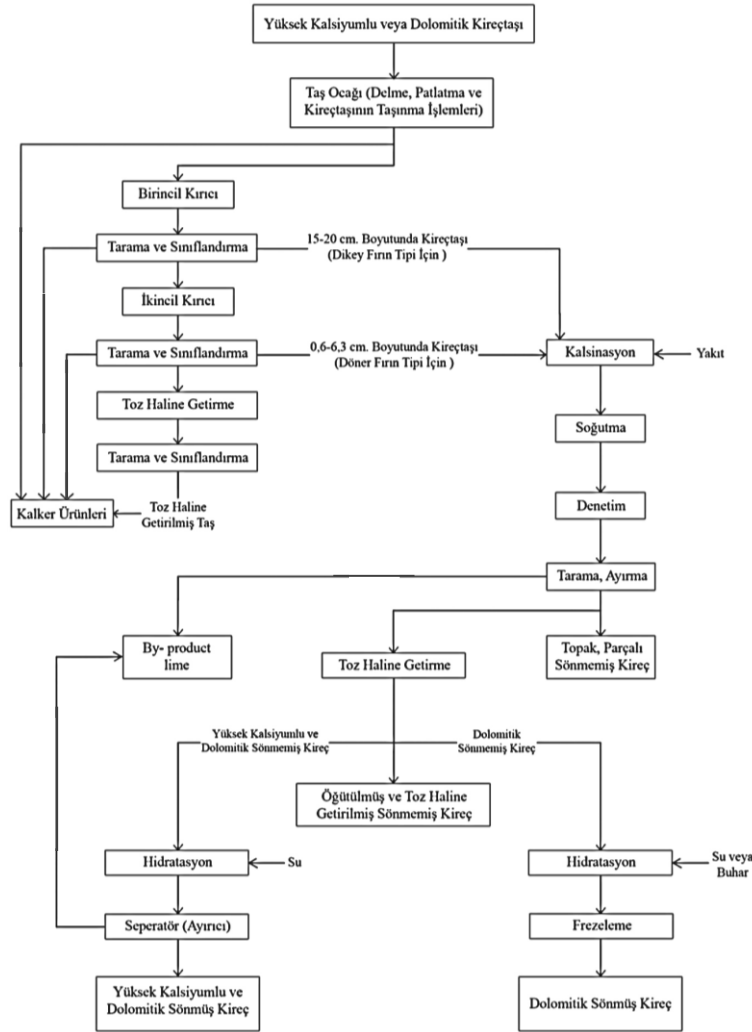 Yüksek Kalsiyumlu veya Dolomitik Kireçtaşı
Taş Ocağı (Delme, Patlatma ve
Kireçtaşının Taşınma İşlemleri)
Birincil Kırıcı
Tarama ve Sınıflandırma
15-20 cm. Boyutunda Kireçtaşı
(Dikey Fırın Tipi İçin )
İkincil Kırıcı
Tarama ve Sınıflandırma
0,6-6,3 cm. Boyutunda Kireçtaşı
(Döner Fırın Tipi İçin )
Kalsinasyon
Yakıt
Toz Haline Getirme
Soğutma
Tarama ve Sınıflandırma
Kalker Ürünleri
Toz Haline
Getirilmiş Taş
Denetim
Tarama, Ayırma
By- product
lime
Toz Haline Getirme
Topak, Parçalı
Sönmemiş Kireç
Yüksek Kalsiyumlu ve
Dolomitik Sönmemiş Kireç
Dolomitik
Sönmemiş Kireç
Öğütülmüş ve Toz Haline
Getirilmiş Sönmemiş Kireç
Hidratasyon
Su
Hidratasyon
Su veya
Buhar
Seperatör (Ayırıcı)
Frezeleme
Yüksek Kalsiyumlu ve
Dolomitik Sönmüş Kireç
Dolomitik Sönmüş Kireç